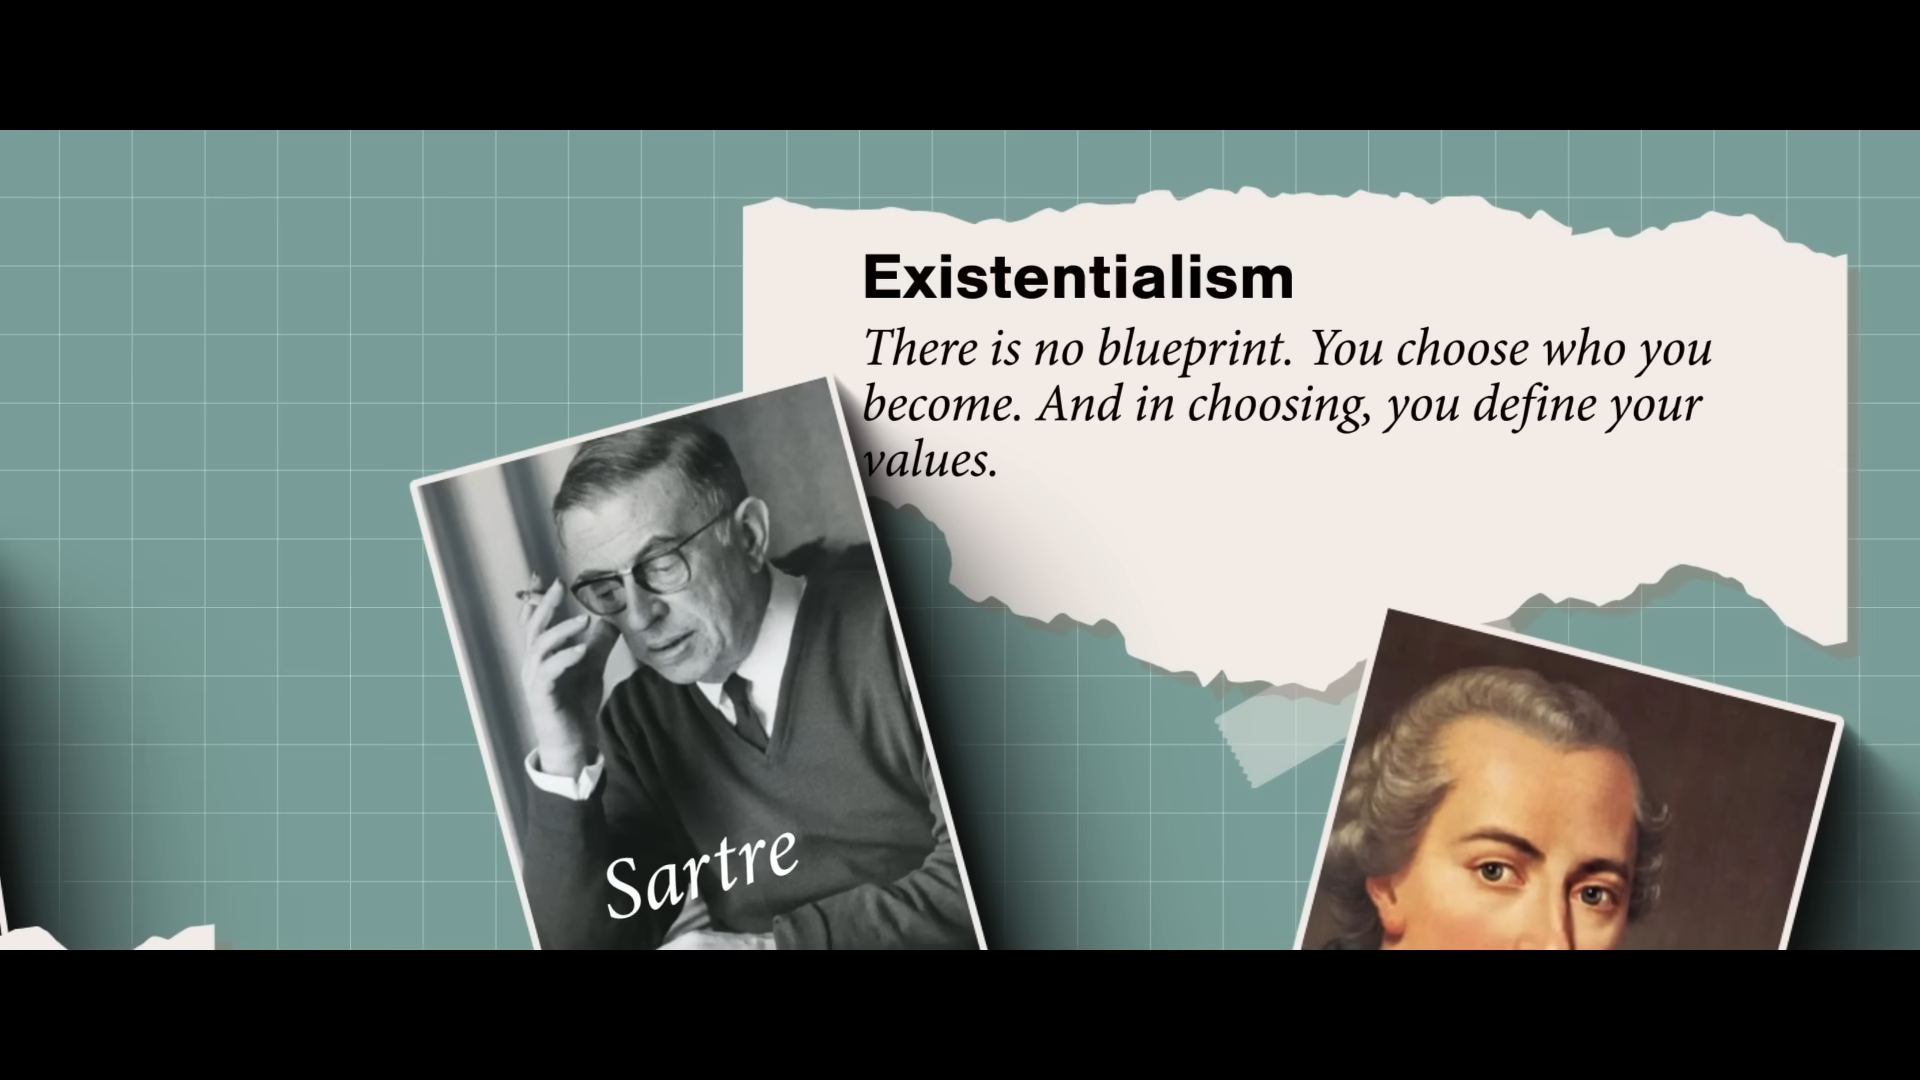 Existentialism
There is no blueprint. You choose who you
become. And in choosing, you define your
values.
Sartre